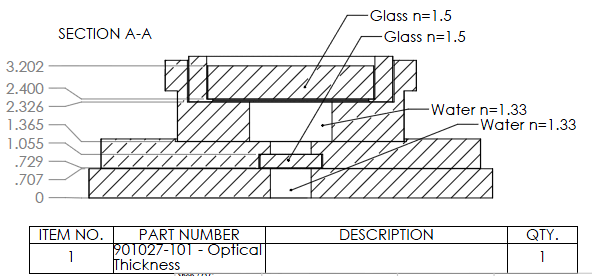 Glass n=1.5
SECTION A-A
Glass n=1.5
3.202
2.400
2.326
Water n=1.33
1.365
Water n=1.33
1.055
.729
.707
0
ITEM NO. PART NUMBER DESCRIPTION QTY.
1 901027-101 - Optical Thickness 1